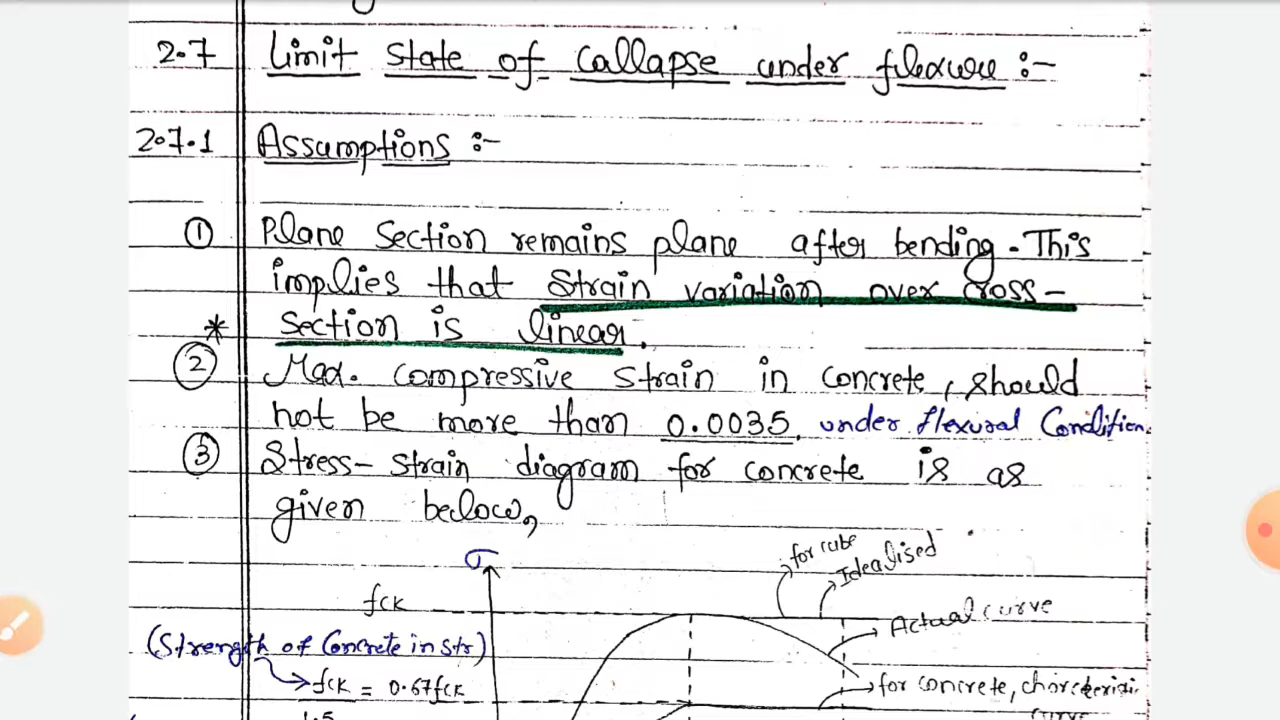 2.7 Limit state of callapse under flexure :-
2.7.1 Assumptions :-
① Plane section remains plane after bending. This
implies that strain variation over cross-
* section is linear.
② Max. compressive strain in concrete, should
not be more than 0.0035, under flexural Condition.
③ Stress-strain diagram for concrete is as
given below,
σ
for cube
Idealised
fck
Actual curve
(Strength of Concrete in str)
fck = 0.67fck
1.5
for concrete,
curve